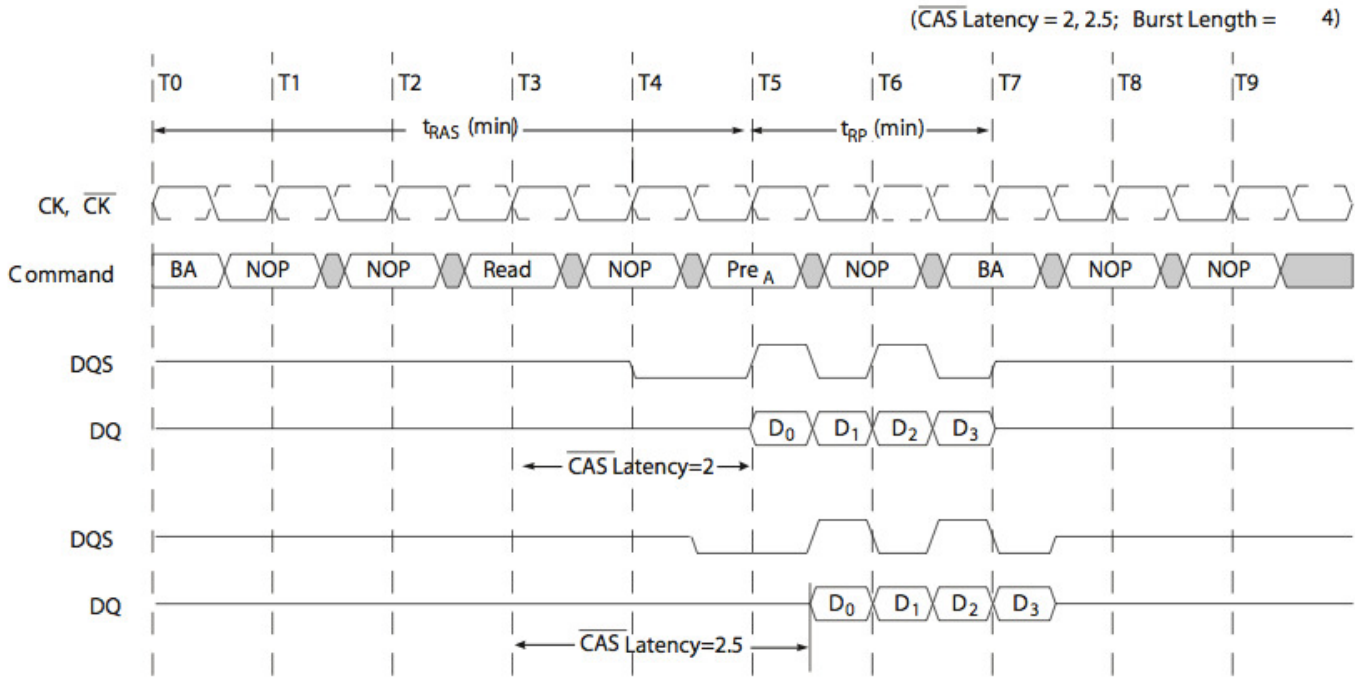 (CAS Latency = 2, 2.5; Burst Length = 4)
T0 T1 T2 T3 T4 T5 T6 T7 T8 T9
tRAS (min) tRP (min)
CK, CK
Command BA NOP NOP Read NOP PreA NOP BA NOP NOP
DQS
DQ D0 D1 D2 D3
CAS Latency=2
DQS
DQ D0 D1 D2 D3
CAS Latency=2.5